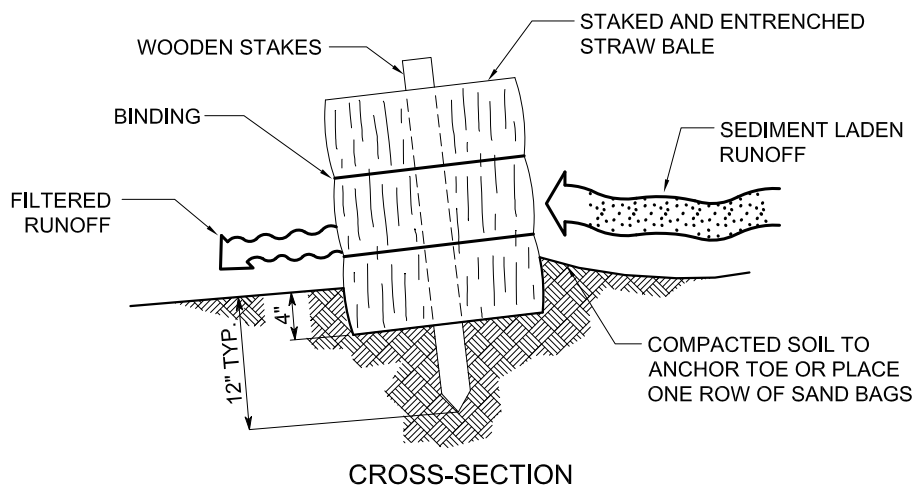 WOODEN STAKES
STAKED AND ENTRENCHED
STRAW BALE
BINDING
SEDIMENT LADEN
RUNOFF
FILTERED
RUNOFF
4"
12" TYP.
COMPACTED SOIL TO
ANCHOR TOE OR PLACE
ONE ROW OF SAND BAGS
CROSS-SECTION